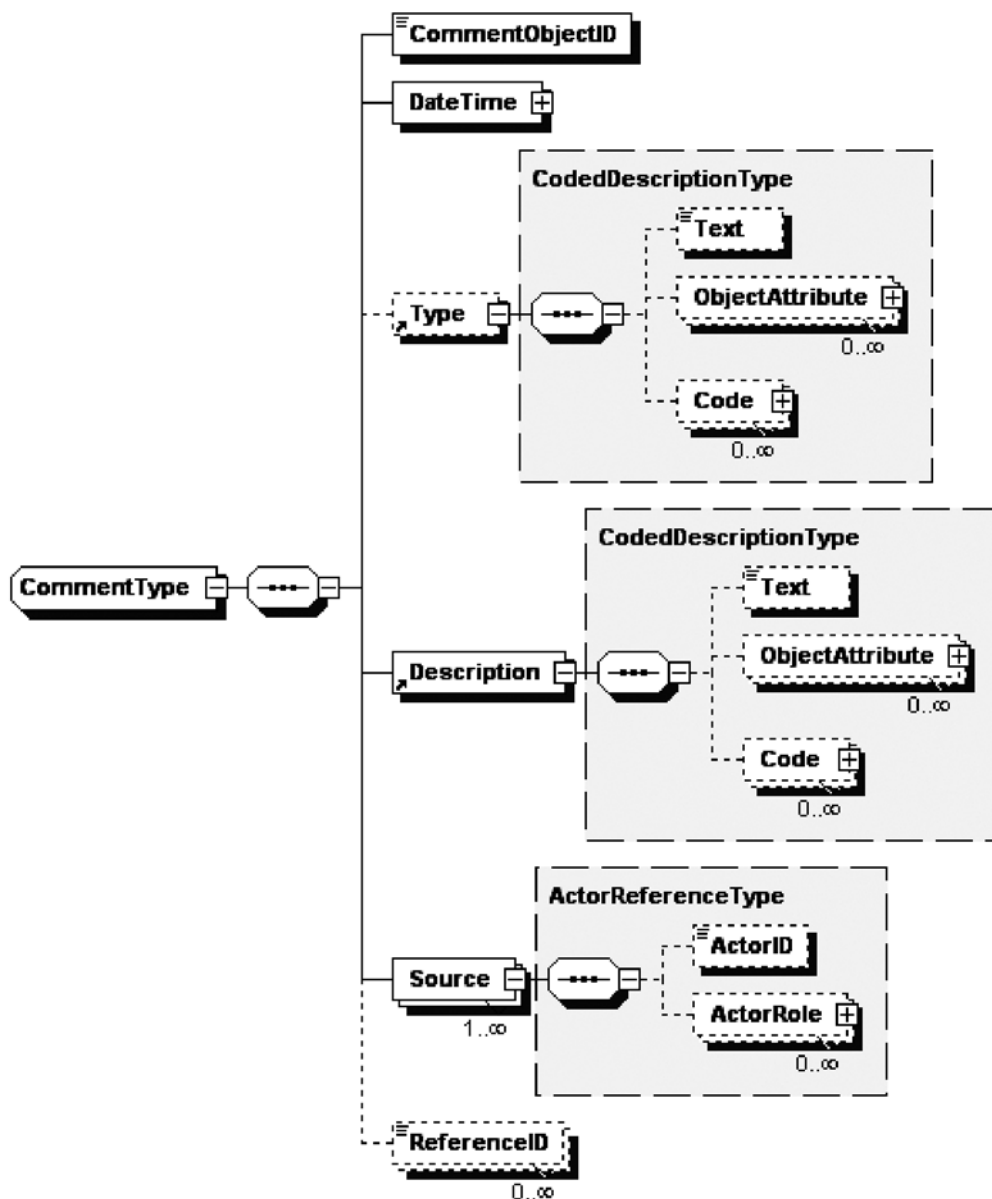 CommentObjectID
DateTime
CodedDescriptionType
Text
ObjectAttribute
0..∞
Type
Code
0..∞
CodedDescriptionType
Text
CommentType
ObjectAttribute
0..∞
Description
Code
0..∞
ActorReferenceType
ActorID
Source
1..∞
ActorRole
0..∞
ReferenceID
0..∞